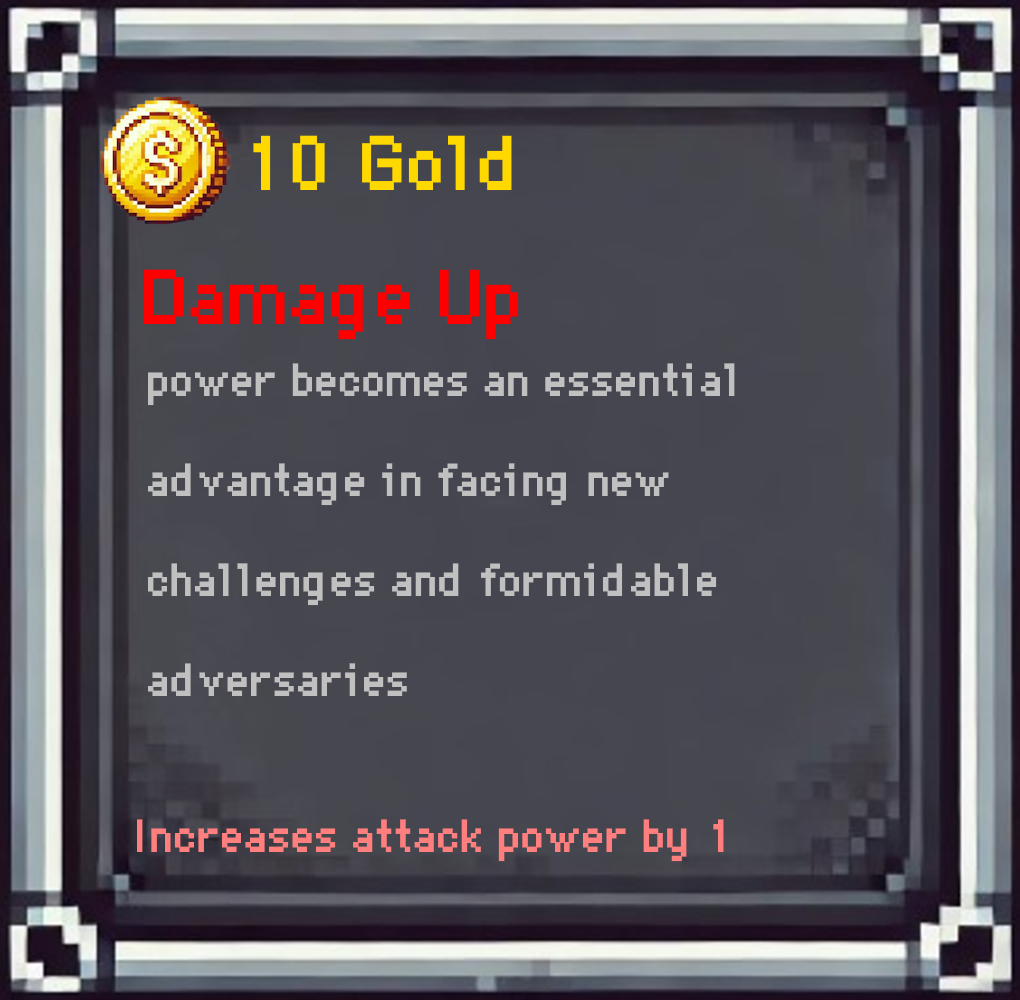 $ 10 Gold
Damage Up
power becomes an essential
advantage in facing new
challenges and formidable
adversaries
Increases attack power by 1